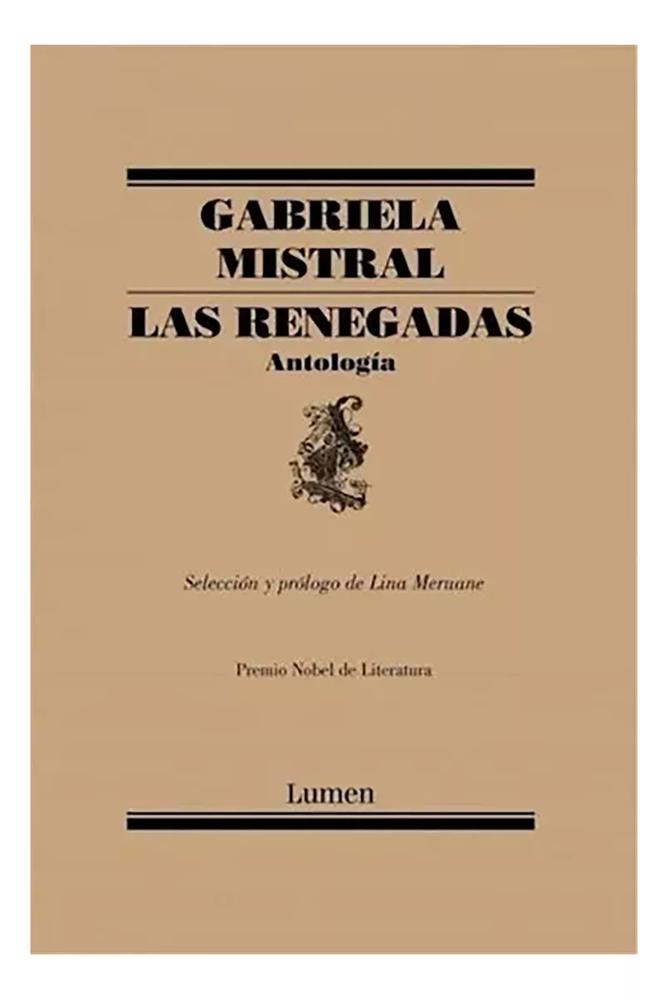 GABRIELA
MISTRAL
LAS RENEGADAS
Antología
Selección y prólogo de Lina Meruane
Premio Nobel de Literatura
Lumen